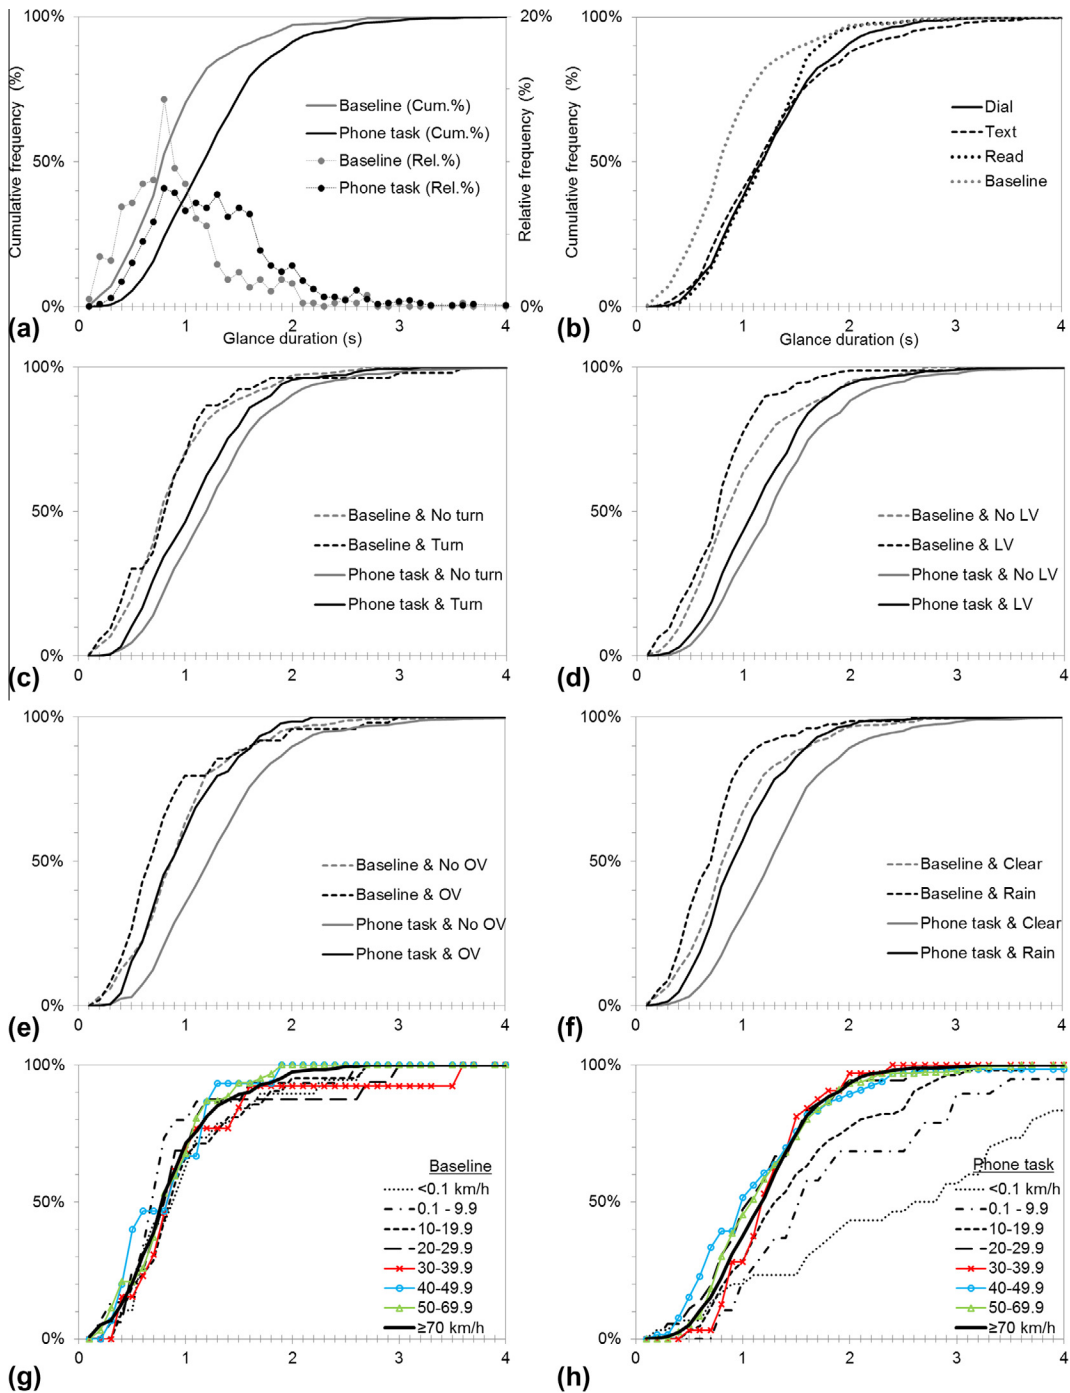 100%
50%
0%
Cumulative frequency (%)
20%
0%
Relative frequency (%)
Baseline (Cum.%)
Phone task (Cum.%)
Baseline (Rel.%)
Phone task (Rel.%)
0 1 2 3 4
Glance duration (s)
(a)
100%
50%
0%
Cumulative frequency (%)
Dial
Text
Read
Baseline
0 1 2 3 4
Glance duration (s)
(b)
100%
50%
0%
Baseline & No turn
Baseline & Turn
Phone task & No turn
Phone task & Turn
0 1 2 3 4
(c)
100%
50%
0%
Baseline & No LV
Baseline & LV
Phone task & No LV
Phone task & LV
0 1 2 3 4
(d)
100%
50%
0%
Baseline & No OV
Baseline & OV
Phone task & No OV
Phone task & OV
0 1 2 3 4
(e)
100%
50%
0%
Baseline & Clear
Baseline & Rain
Phone task & Clear
Phone task & Rain
0 1 2 3 4
(f)
100%
50%
0%
Baseline
<0.1 km/h
0.1 - 9.9
10-19.9
20-29.9
30-39.9
40-49.9
50-69.9
≥70 km/h
0 1 2 3 4
(g)
100%
50%
0%
Phone task
<0.1 km/h
0.1 - 9.9
10-19.9
20-29.9
30-39.9
40-49.9
50-69.9
≥70 km/h
0 1 2 3 4
(h)